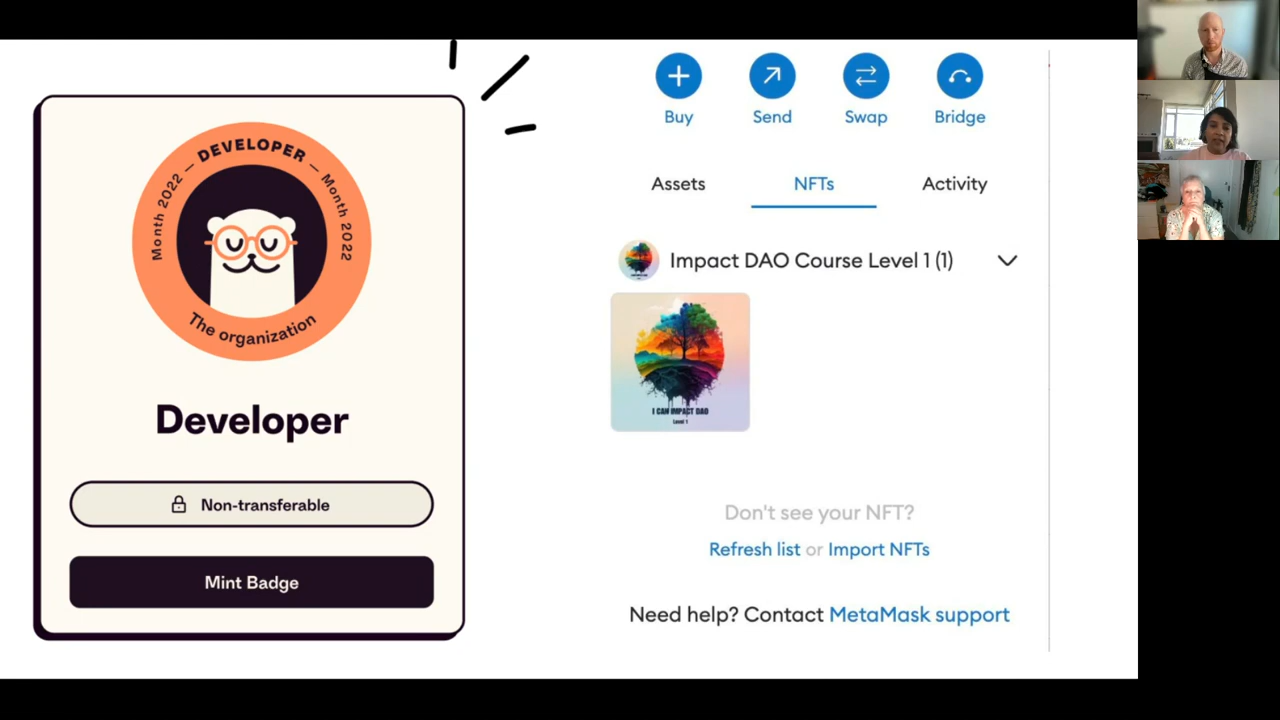 Month 2022 — DEVELOPER — Month 2022
The organization
Developer
Non-transferable
Mint Badge
Buy
Send
Swap
Bridge
Assets
NFTs
Activity
Impact DAO Course Level 1 (1)
I CAN IMPACT DAO
Level 1
Don't see your NFT?
Refresh list or Import NFTs
Need help? Contact MetaMask support